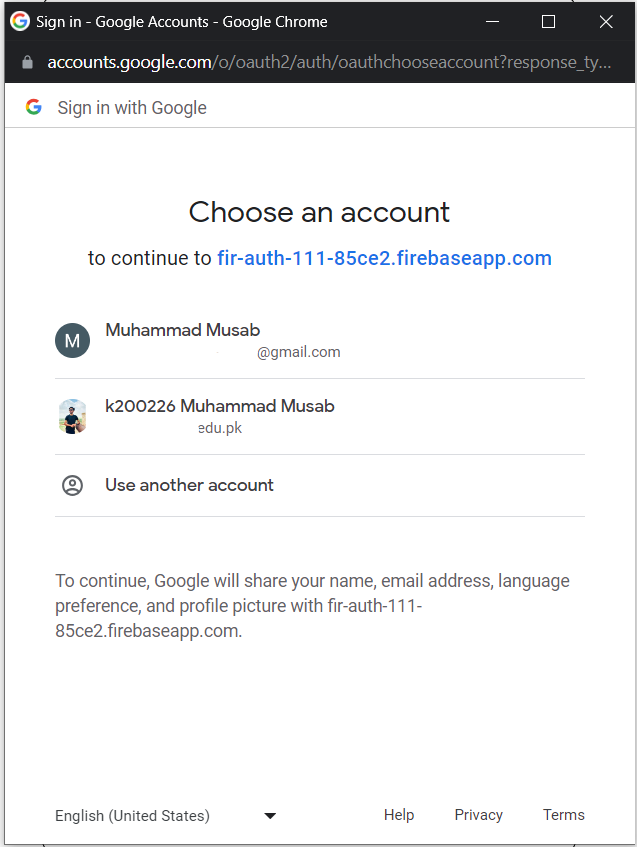 Sign in - Google Accounts - Google Chrome
accounts.google.com/o/oauth2/auth/oauthchooseaccount?response_ty...
Sign in with Google
Choose an account
to continue to fir-auth-111-85ce2.firebaseapp.com
M
Muhammad Musab
@gmail.com
k200226 Muhammad Musab
edu.pk
Use another account
To continue, Google will share your name, email address, language
preference, and profile picture with fir-auth-111-
85ce2.firebaseapp.com.
English (United States)
Help
Privacy
Terms